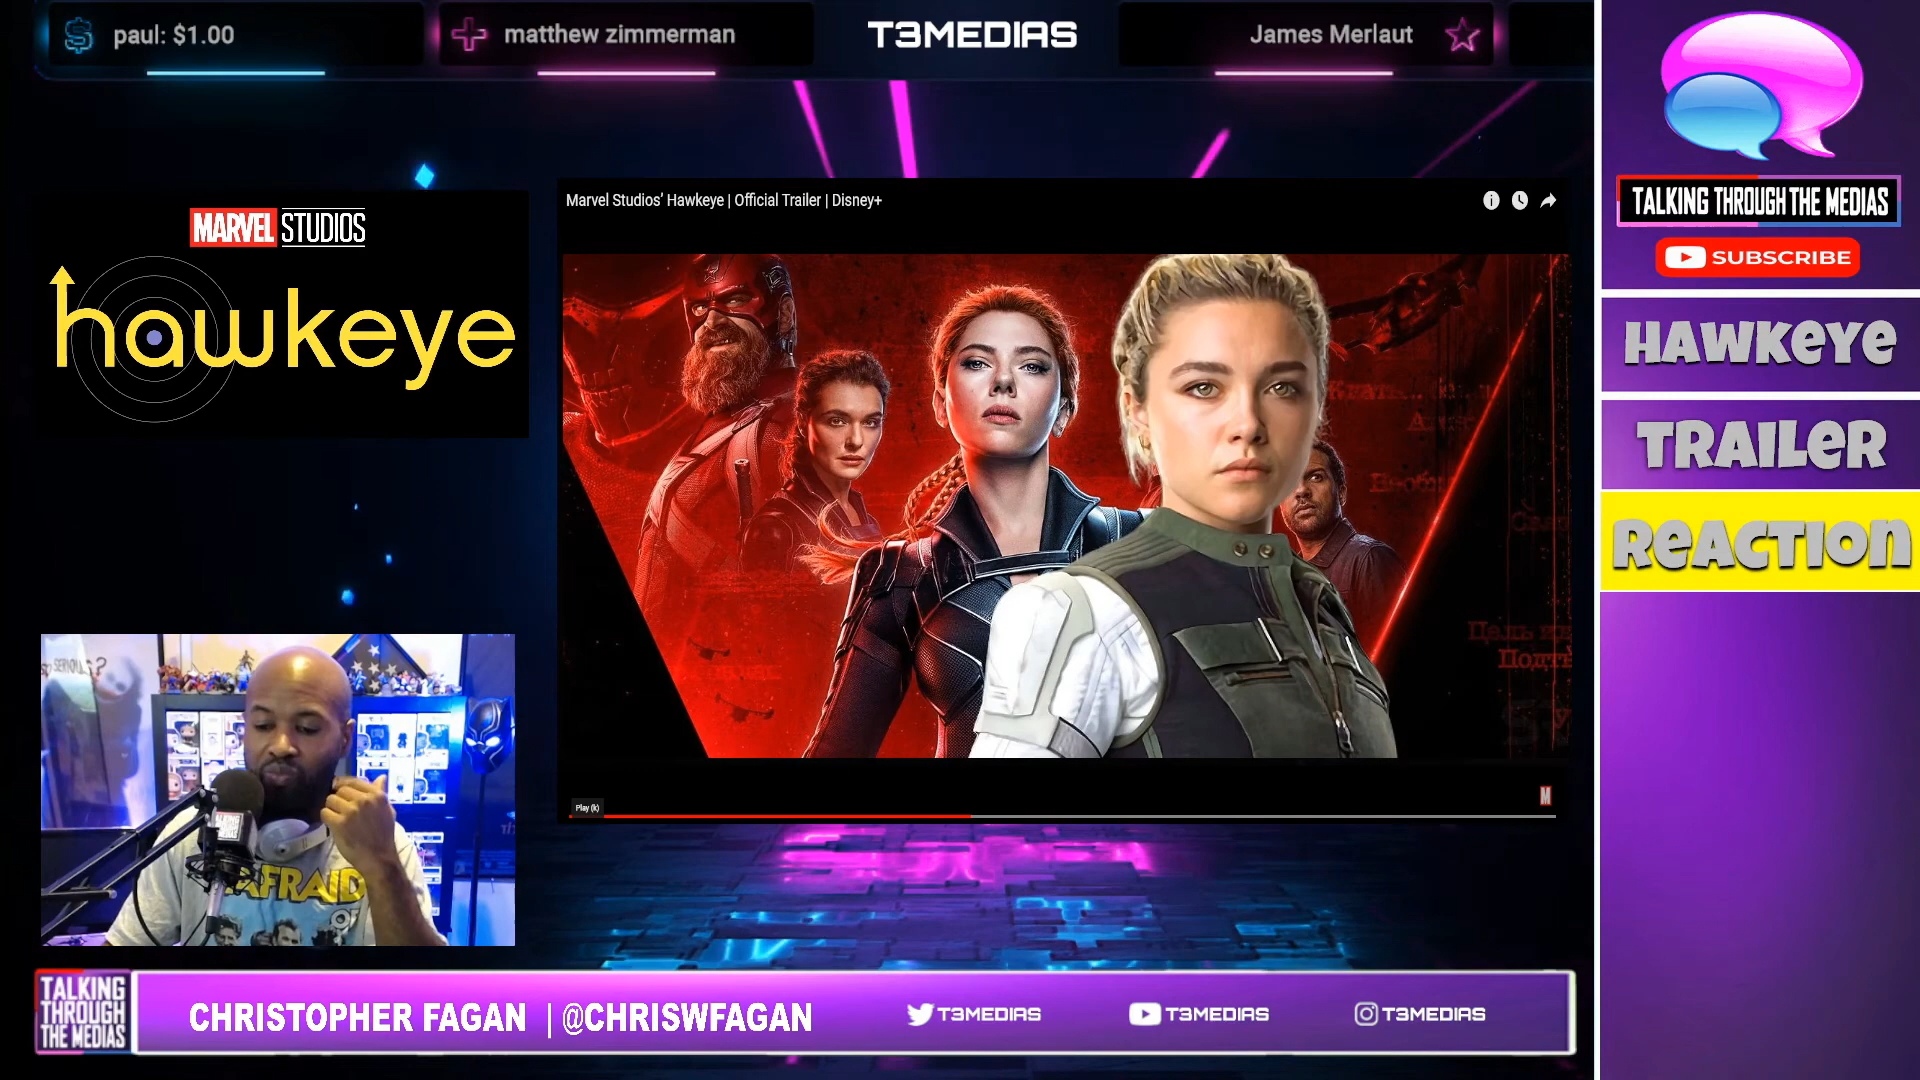 paul: $1.00
matthew zimmerman
T3MEDIAS
James Merlaut
MARVEL STUDIOS
hawkeye
Marvel Studios' Hawkeye | Official Trailer | Disney+
Play (k)
M
AFRAID
TALKING
THROUGH
THE MEDIAS
CHRISTOPHER FAGAN | @CHRISWFAGAN
T3MEDIAS
T3MEDIAS
T3MEDIAS
TALKING THROUGH THE MEDIAS
SUBSCRIBE
HAWKEYE
TRAILER
REACTION